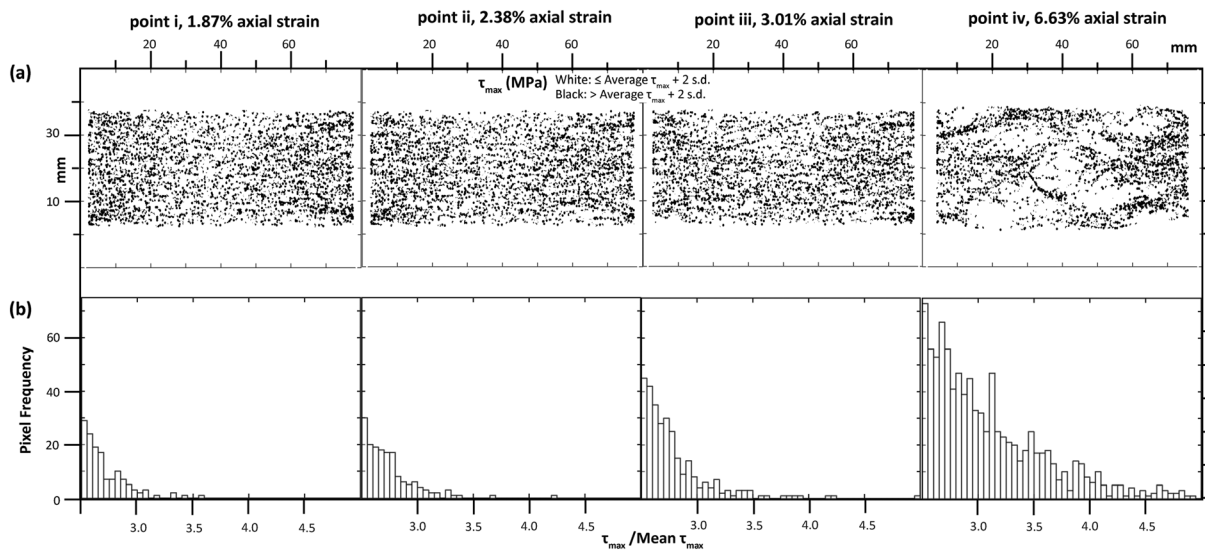 point i, 1.87% axial strain
point ii, 2.38% axial strain
point iii, 3.01% axial strain
point iv, 6.63% axial strain
20 40 60 20 40 60 20 40 60 20 40 60 mm
(a)
τmax (MPa)
White: ≤ Average τmax + 2 s.d.
Black: > Average τmax + 2 s.d.
30
mm
10
(b)
60
40
20
0
Pixel Frequency
3.0 3.5 4.0 4.5 3.0 3.5 4.0 4.5 3.0 3.5 4.0 4.5 3.0 3.5 4.0 4.5
τmax /Mean τmax